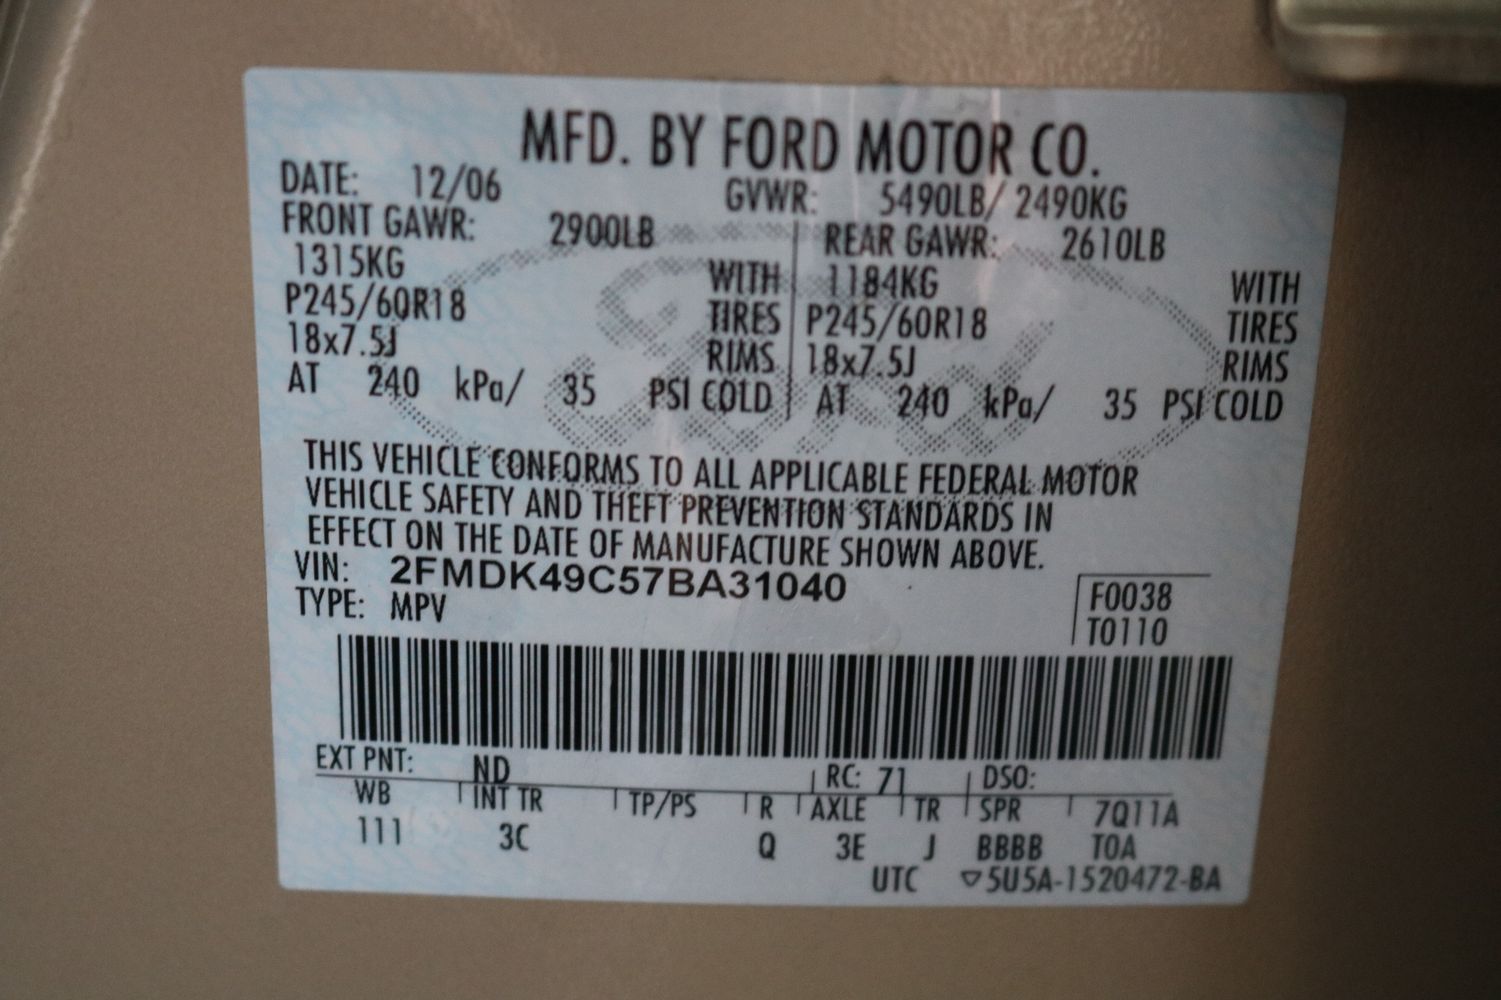 MFD. BY FORD MOTOR CO.
DATE: 12/06 GVWR: 5490LB/ 2490KG
FRONT GAWR: 2900LB REAR GAWR: 2610LB
1315KG WITH 1184KG WITH
P245/60R18 TIRES P245/60R18 TIRES
18x7.5J RIMS 18x7.5J RIMS
AT 240 kPa/ 35 PSI COLD AT 240 kPa/ 35 PSI COLD
Ford
THIS VEHICLE CONFORMS TO ALL APPLICABLE FEDERAL MOTOR
VEHICLE SAFETY AND THEFT PREVENTION STANDARDS IN
EFFECT ON THE DATE OF MANUFACTURE SHOWN ABOVE.
VIN: 2FMDK49C57BA31040
TYPE: MPV
F0038
T0110
EXT PNT: ND RC: 71 DSO:
WB INT TR TP/PS R AXLE TR SPR 7Q11A
111 3C Q 3E J BBBB TOA
UTC ▽5U5A-1520472-BA